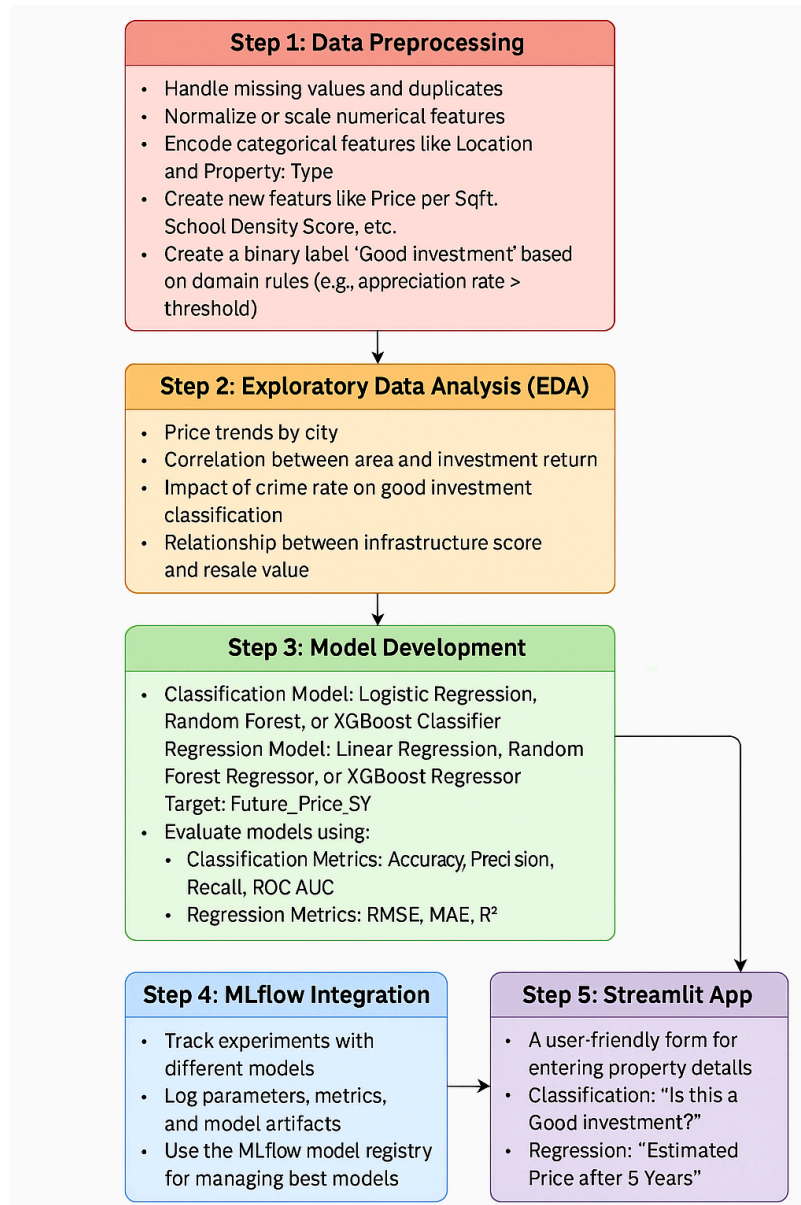 Step 1: Data Preprocessing
• Handle missing values and duplicates
• Normalize or scale numerical features
• Encode categorical features like Location
and Property: Type
• Create new featurs like Price per Sqft.
School Density Score, etc.
• Create a binary label ‘Good investment’ based
on domain rules (e.g., appreciation rate >
threshold)
Step 2: Exploratory Data Analysis (EDA)
• Price trends by city
• Correlation between area and investment return
• Impact of crime rate on good investment
classification
• Relationship between infrastructure score
and resale value
Step 3: Model Development
• Classification Model: Logistic Regression,
Random Forest, or XGBoost Classifier
Regression Model: Linear Regression, Random
Forest Regressor, or XGBoost Regressor
Target: Future_Price_SY
• Evaluate models using:
• Classification Metrics: Accuracy, Precision,
Recall, ROC AUC
• Regression Metrics: RMSE, MAE, R²
Step 4: MLflow Integration
• Track experiments with
different models
• Log parameters, metrics,
and model artifacts
• Use the MLflow model registry
for managing best models
Step 5: Streamlit App
• A user-friendly form for
entering property details
• Classification: “Is this a
Good investment?”
• Regression: “Estimated
Price after 5 Years”